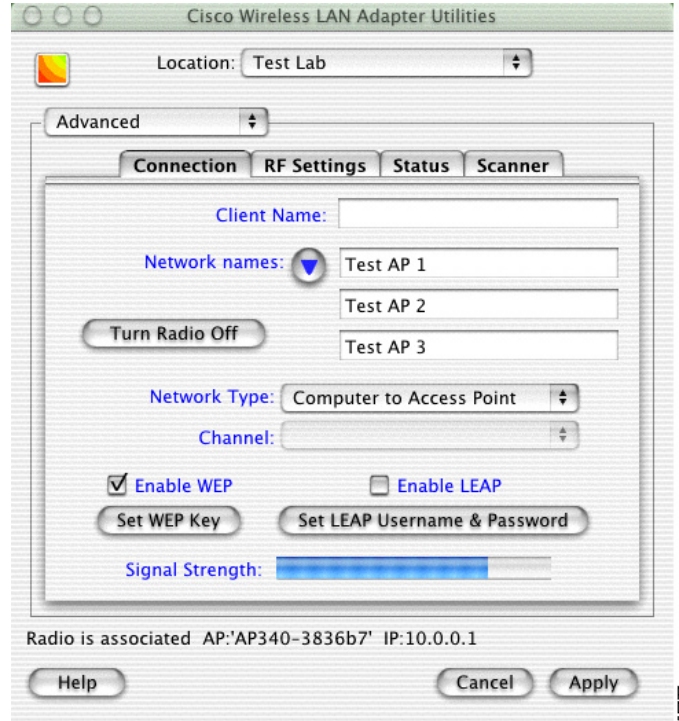 Cisco Wireless LAN Adapter Utilities
Location: Test Lab
Advanced
Connection RF Settings Status Scanner
Client Name:
Network names: Test AP 1
Test AP 2
Turn Radio Off
Test AP 3
Network Type: Computer to Access Point
Channel:
Enable WEP Enable LEAP
Set WEP Key Set LEAP Username & Password
Signal Strength:
Radio is associated AP:'AP340-3836b7' IP:10.0.0.1
Help Cancel Apply